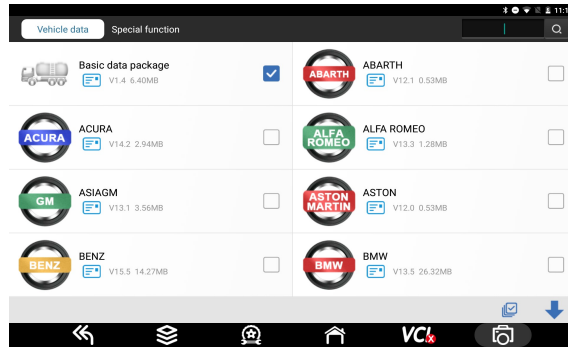 11:1
Vehicle data
Special function
Basic data package
V1.4 6.40MB
ABARTH
ABARTH
V12.1 0.53MB
ACURA
ACURA
V14.2 2.94MB
ALFA
ROMEO
ALFA ROMEO
V13.3 1.28MB
GM
ASIAGM
V13.1 3.56MB
ASTON
MARTIN
ASTON
V12.0 0.53MB
BENZ
BENZ
V15.5 14.27MB
BMW
BMW
V13.5 26.32MB
VCI